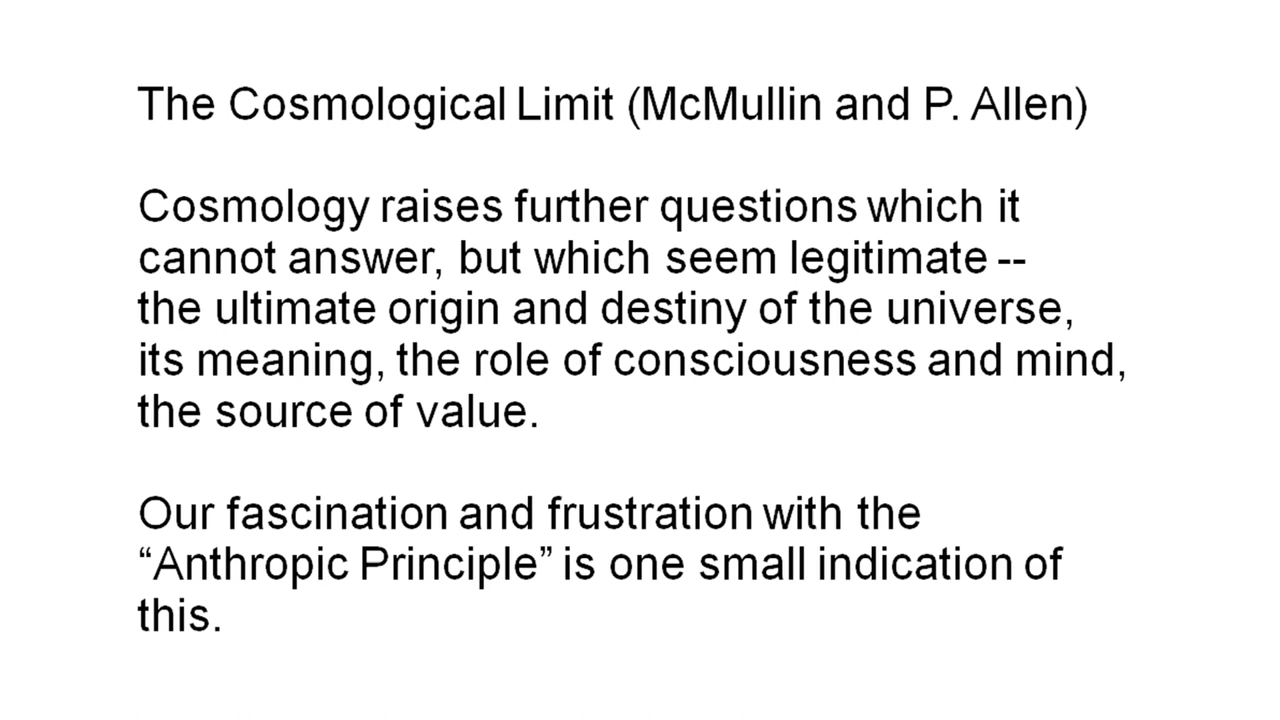 The Cosmological Limit (McMullin and P. Allen)
Cosmology raises further questions which it
cannot answer, but which seem legitimate --
the ultimate origin and destiny of the universe,
its meaning, the role of consciousness and mind,
the source of value.
Our fascination and frustration with the
“Anthropic Principle” is one small indication of
this.